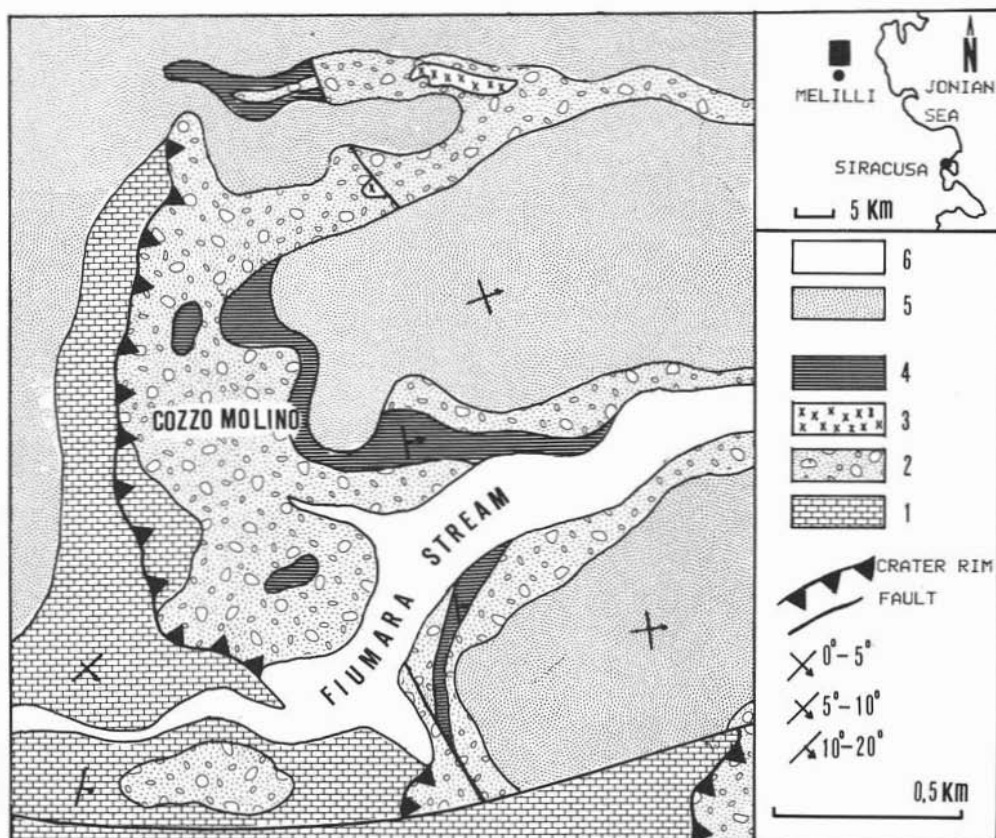 COZZO MOLINO
FIUMARA STREAM
N
MELILLI
JONIAN
SEA
SIRACUSA
5 Km
6
5
4
3
2
1
CRATER RIM
FAULT
0°–5°
5°–10°
10°–20°
0,5 Km